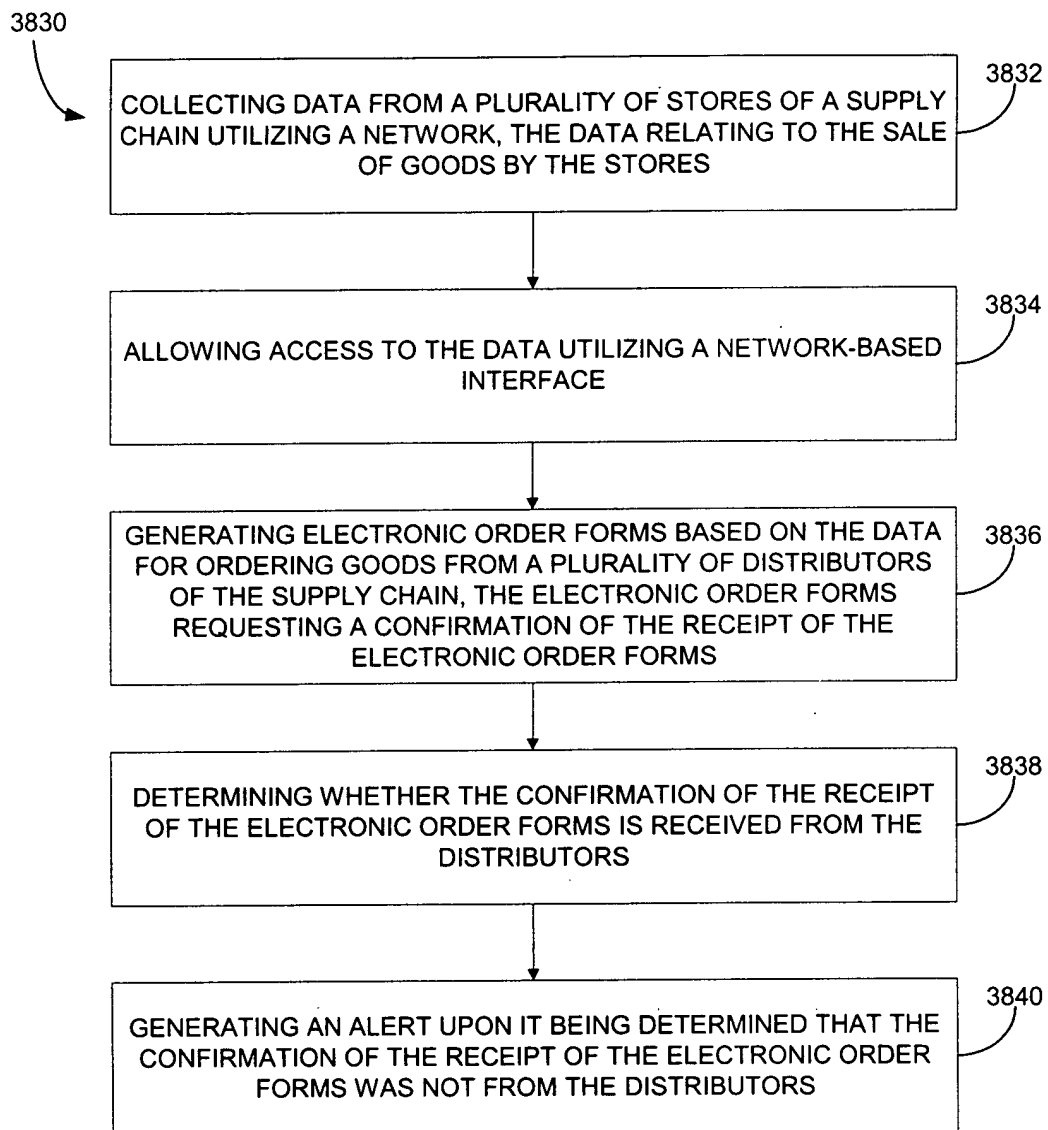 3830
3832
COLLECTING DATA FROM A PLURALITY OF STORES OF A SUPPLY
CHAIN UTILIZING A NETWORK, THE DATA RELATING TO THE SALE
OF GOODS BY THE STORES
3834
ALLOWING ACCESS TO THE DATA UTILIZING A NETWORK-BASED
INTERFACE
3836
GENERATING ELECTRONIC ORDER FORMS BASED ON THE DATA
FOR ORDERING GOODS FROM A PLURALITY OF DISTRIBUTORS
OF THE SUPPLY CHAIN, THE ELECTRONIC ORDER FORMS
REQUESTING A CONFIRMATION OF THE RECEIPT OF THE
ELECTRONIC ORDER FORMS
3838
DETERMINING WHETHER THE CONFIRMATION OF THE RECEIPT
OF THE ELECTRONIC ORDER FORMS IS RECEIVED FROM THE
DISTRIBUTORS
3840
GENERATING AN ALERT UPON IT BEING DETERMINED THAT THE
CONFIRMATION OF THE RECEIPT OF THE ELECTRONIC ORDER
FORMS WAS NOT FROM THE DISTRIBUTORS